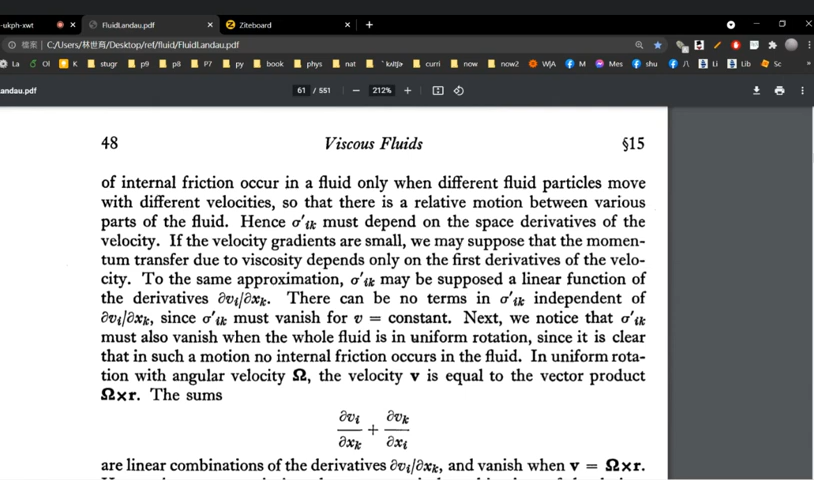 -ukph-xwt
FluidLandau.pdf
Ziteboard
檔案 C:/Users/林世昀/Desktop/ref/fluid/FluidLandau.pdf
La Ol K stugr p9 p8 P7 py book phys nat curri now now2 WJA M Mes shu 八 Li Lib Sc
andau.pdf
61 / 551
212%
48 Viscous Fluids §15
of internal friction occur in a fluid only when different fluid particles move
with different velocities, so that there is a relative motion between various
parts of the fluid. Hence σ′ik must depend on the space derivatives of the
velocity. If the velocity gradients are small, we may suppose that the momen-
tum transfer due to viscosity depends only on the first derivatives of the velo-
city. To the same approximation, σ′ik may be supposed a linear function of
the derivatives ∂vi/∂xk. There can be no terms in σ′ik independent of
∂vi/∂xk, since σ′ik must vanish for v = constant. Next, we notice that σ′ik
must also vanish when the whole fluid is in uniform rotation, since it is clear
that in such a motion no internal friction occurs in the fluid. In uniform rota-
tion with angular velocity Ω, the velocity v is equal to the vector product
Ω×r. The sums
∂vi/∂xk + ∂vk/∂xi
are linear combinations of the derivatives ∂vi/∂xk, and vanish when v = Ω×r.